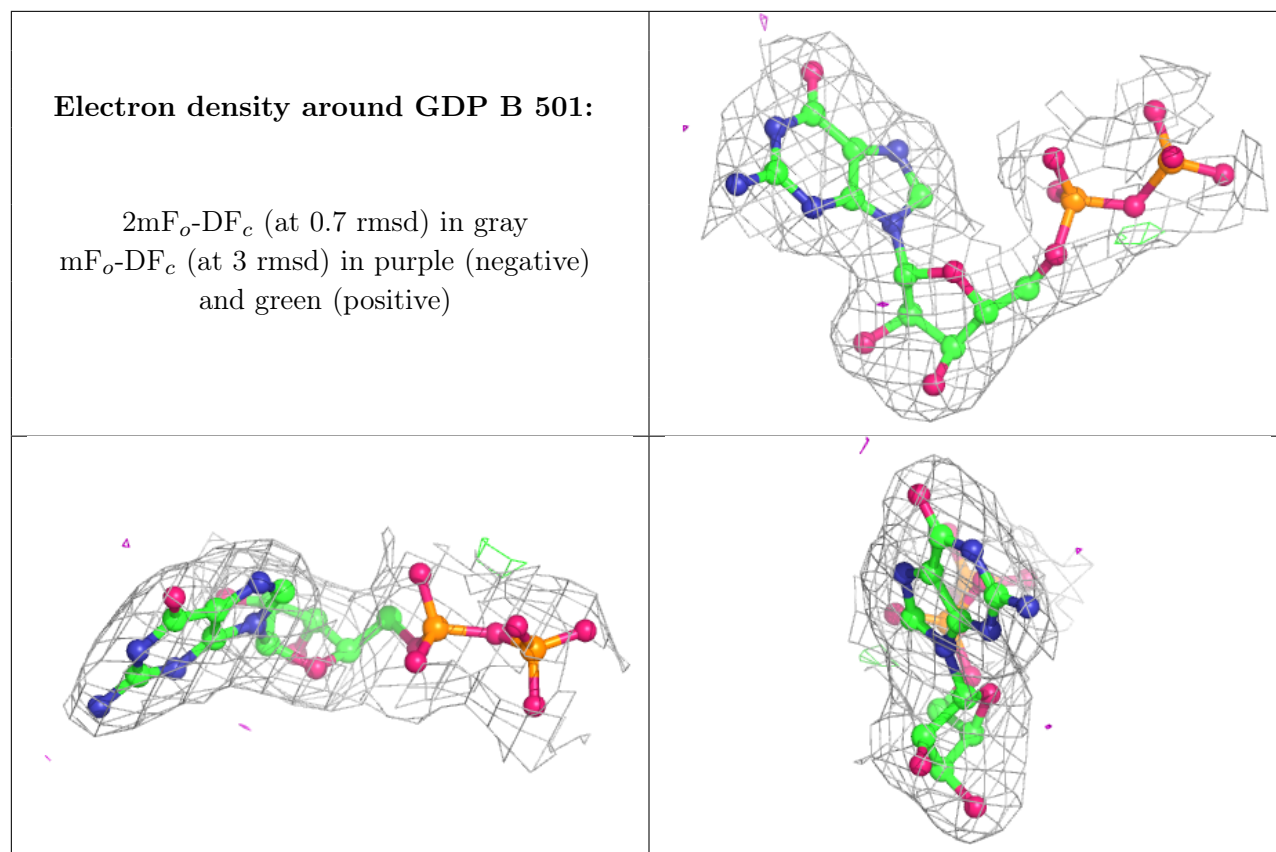 Electron density around GDP B 501:
2mFₒ-DF𝒸 (at 0.7 rmsd) in gray
mFₒ-DF𝒸 (at 3 rmsd) in purple (negative)
and green (positive)